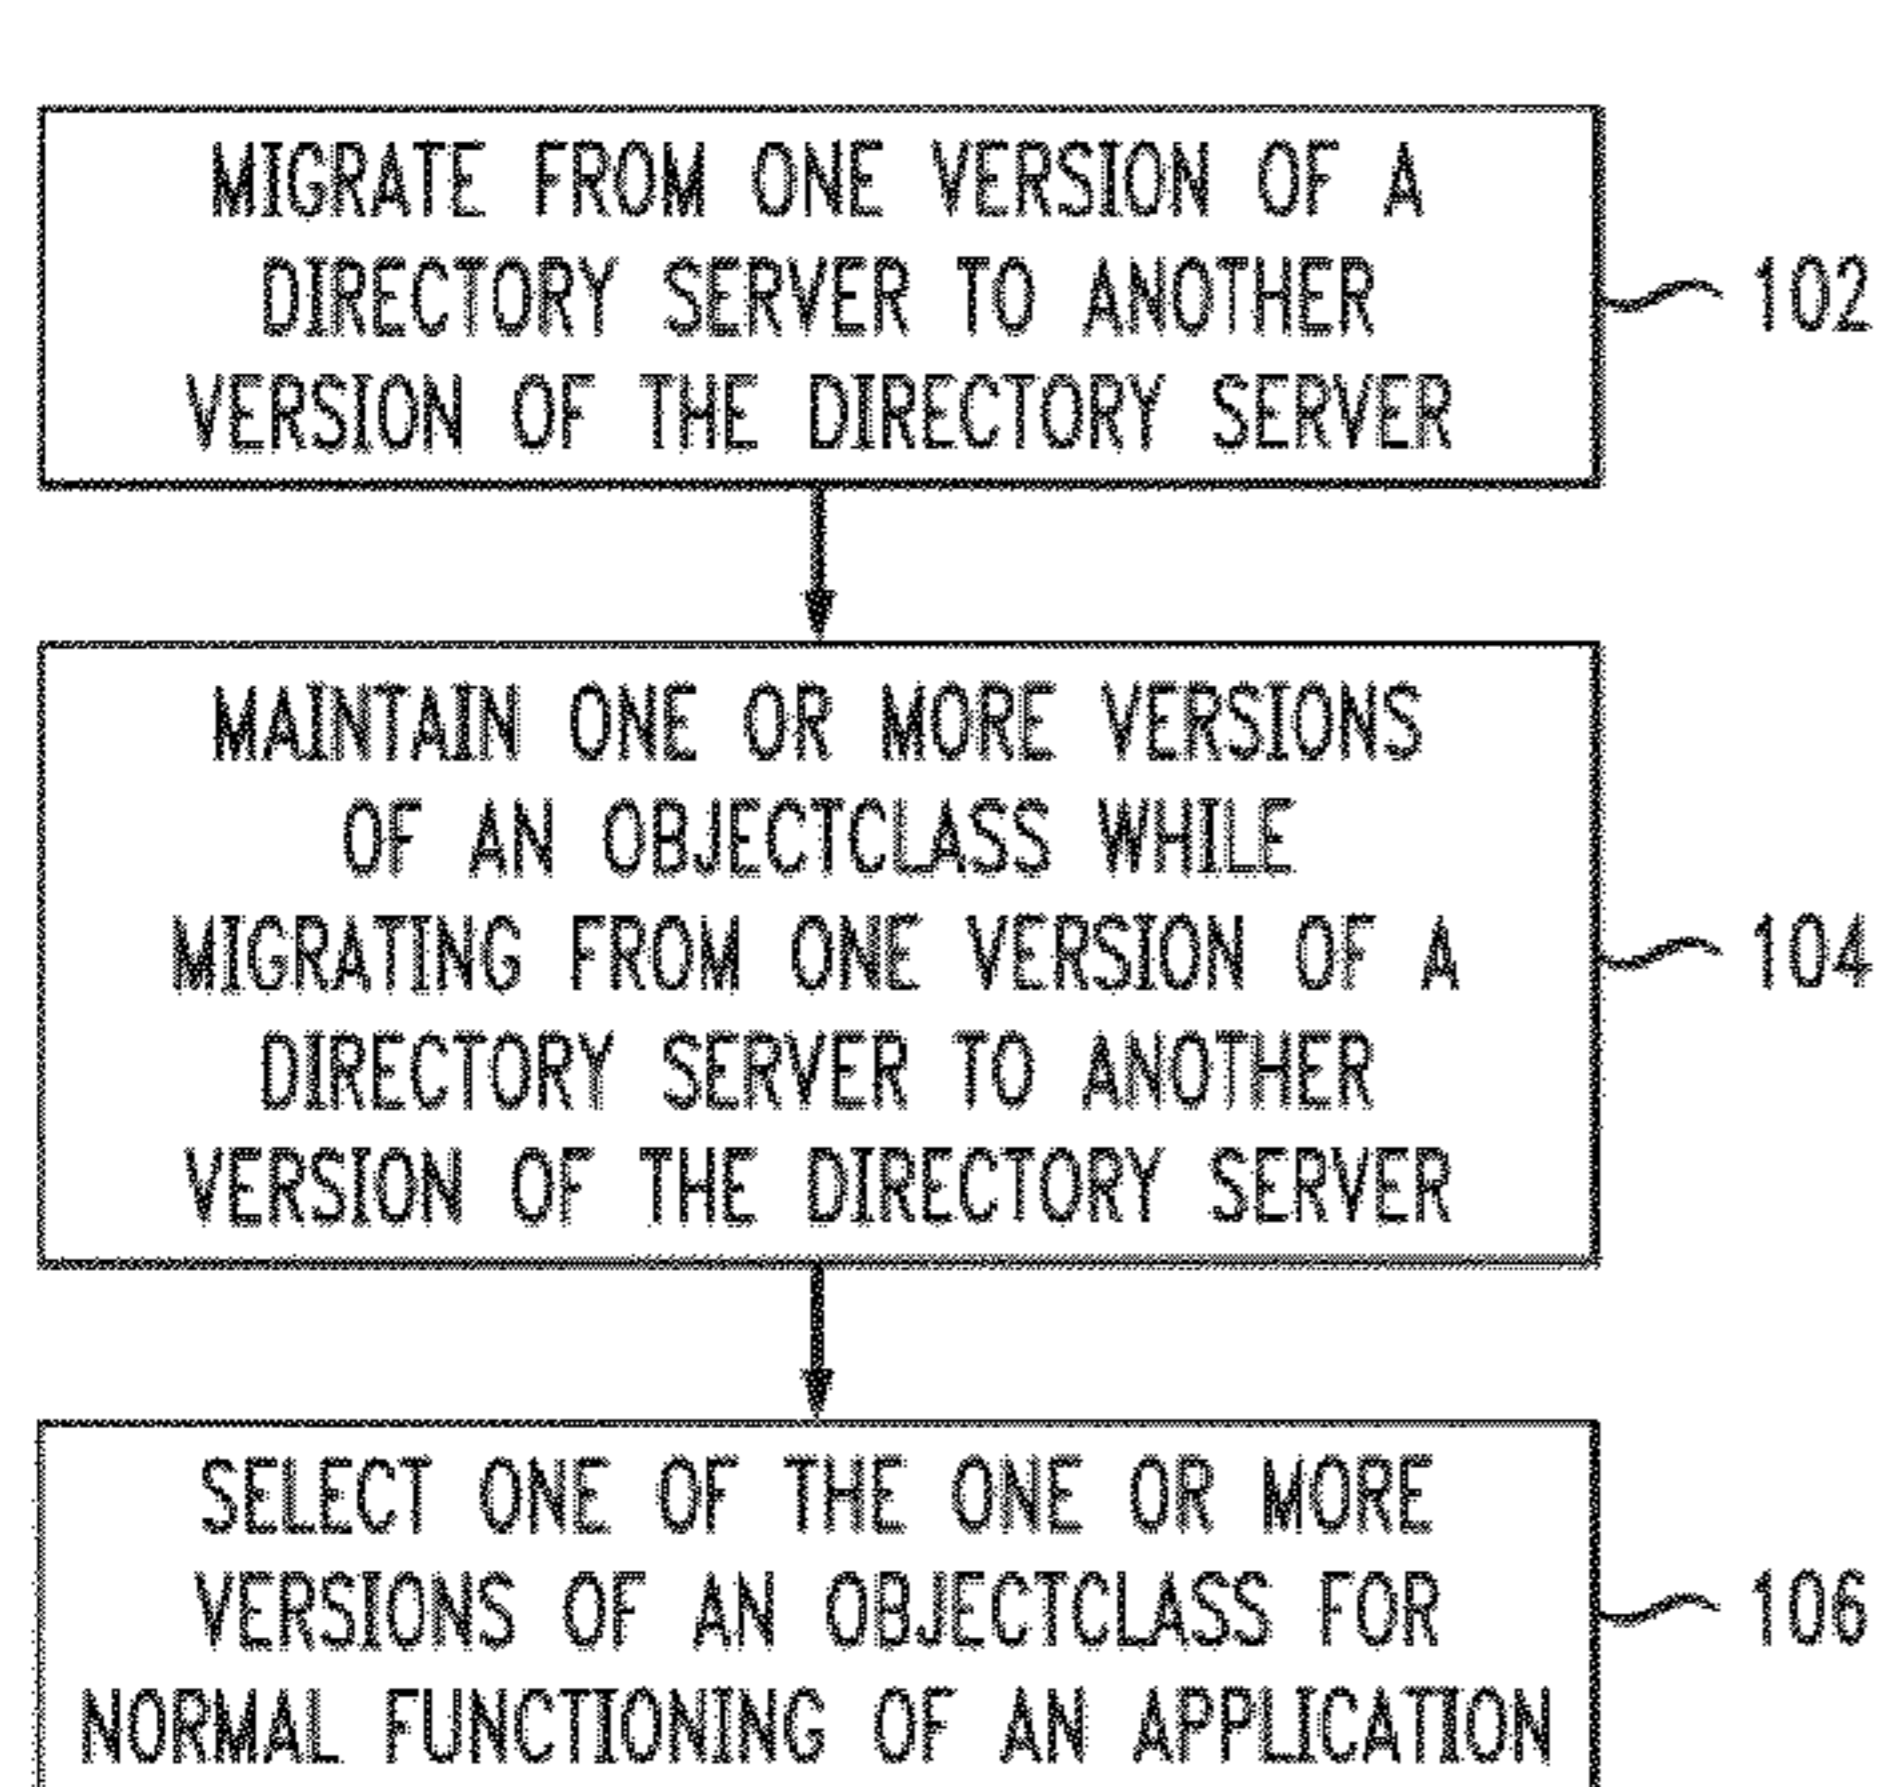 MIGRATE FROM ONE VERSION OF A
DIRECTORY SERVER TO ANOTHER
VERSION OF THE DIRECTORY SERVER
102
MAINTAIN ONE OR MORE VERSIONS
OF AN OBJECTCLASS WHILE
MIGRATING FROM ONE VERSION OF A
DIRECTORY SERVER TO ANOTHER
VERSION OF THE DIRECTORY SERVER
104
SELECT ONE OF THE ONE OR MORE
VERSIONS OF AN OBJECTCLASS FOR
NORMAL FUNCTIONING OF AN APPLICATION
106